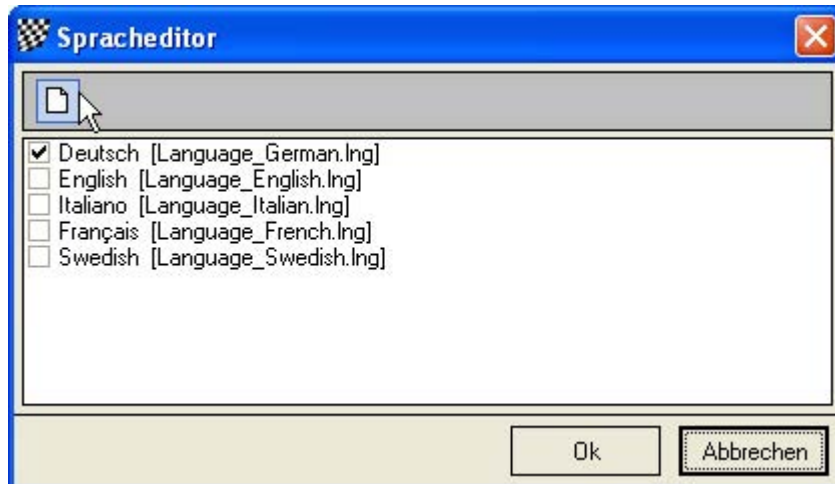 Spracheditor
Deutsch [Language_German.lng]
English [Language_English.lng]
Italiano [Language_Italian.lng]
Français [Language_French.lng]
Swedish [Language_Swedish.lng]
Ok Abbrechen